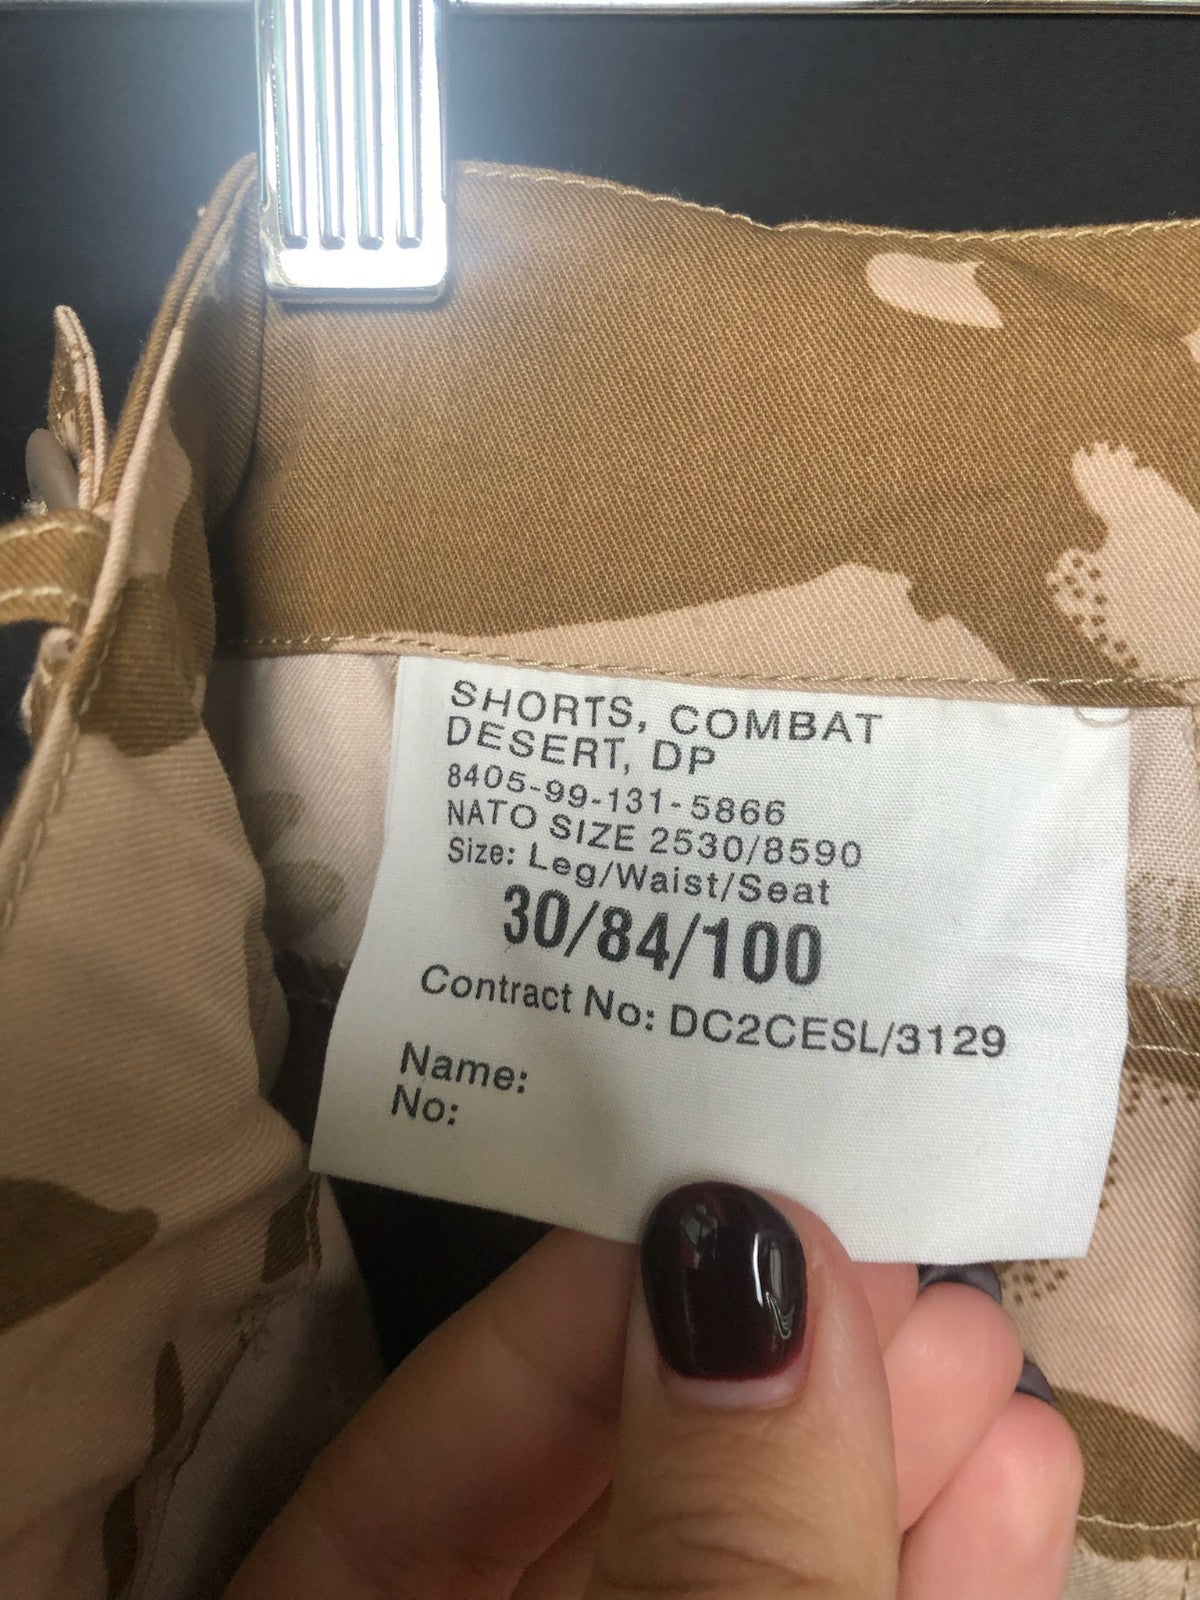 SHORTS, COMBAT
DESERT, DP
8405-99-131-5866
NATO SIZE 2530/8590
Size: Leg/Waist/Seat
30/84/100
Contract No: DC2CESL/3129
Name:
No: